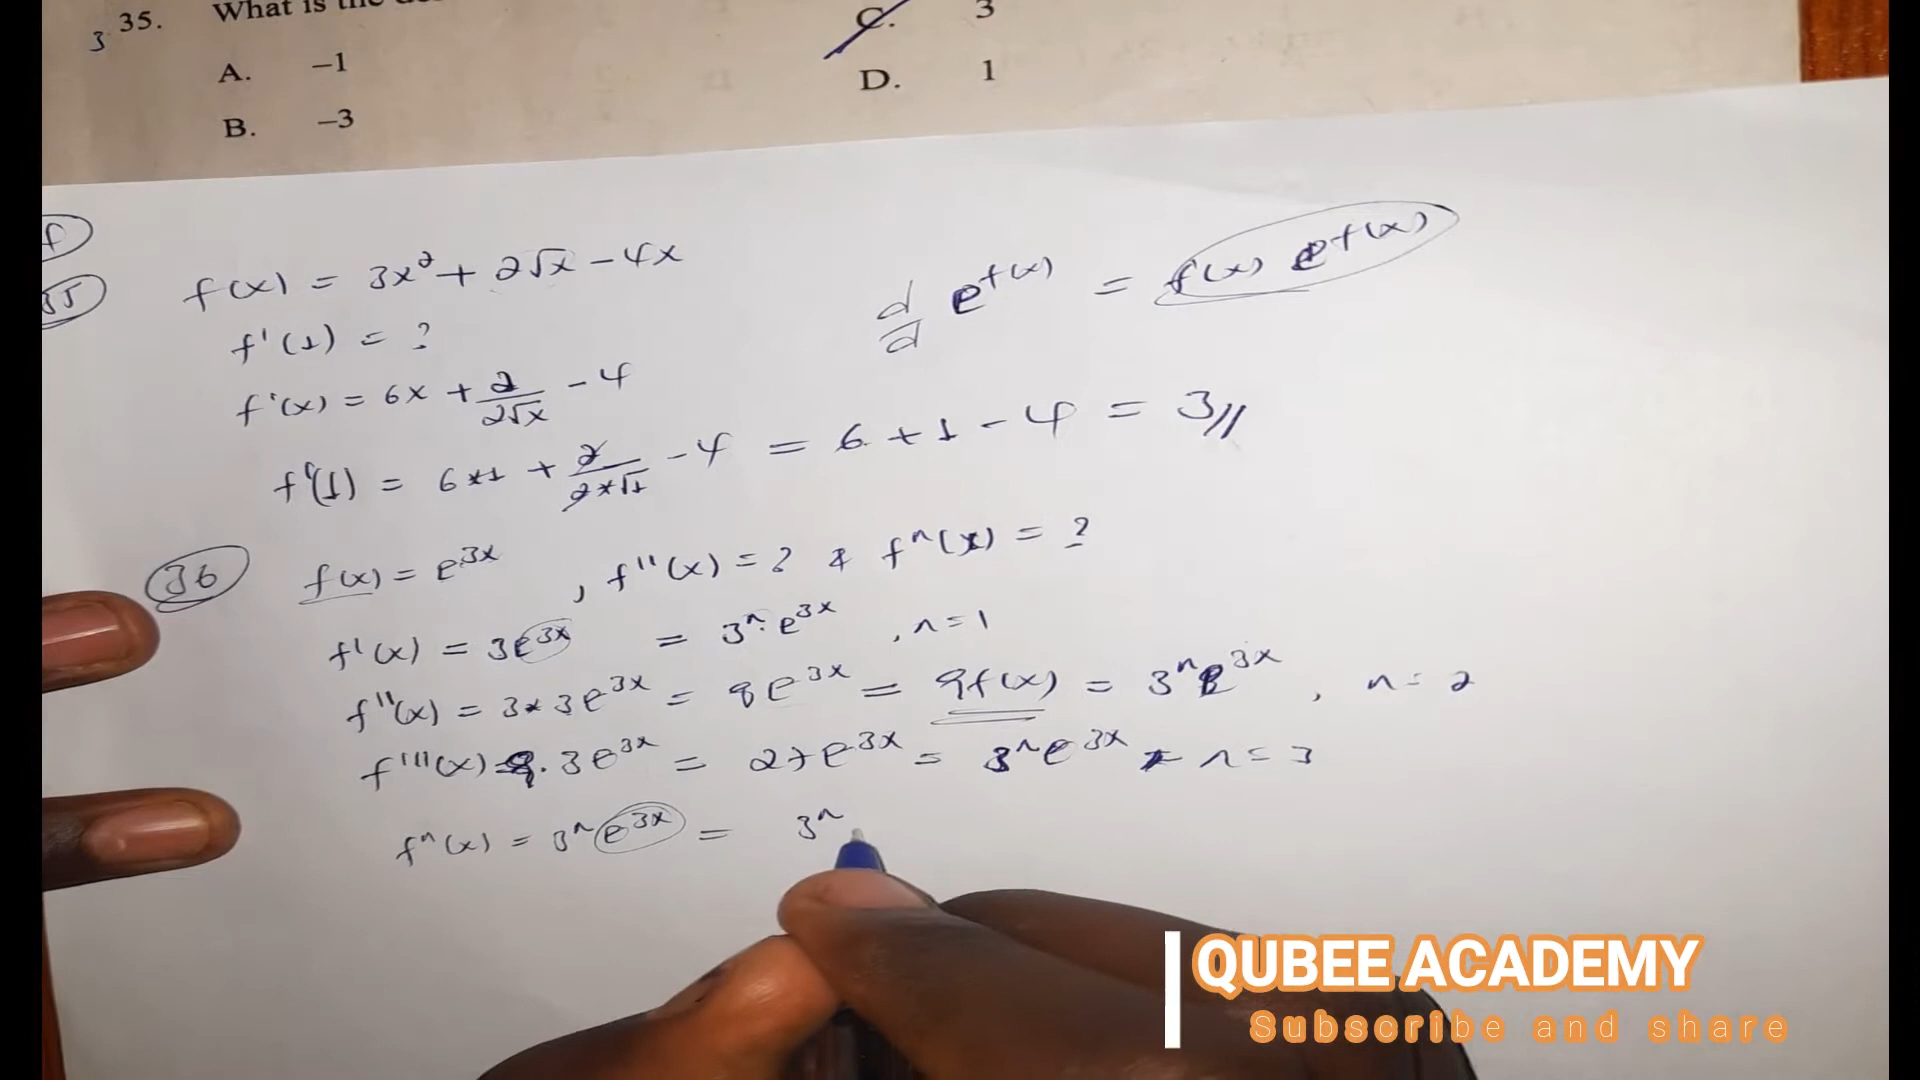 3 35. What is the
A. –1
B. –3
C. 3
D. 1
35
f(x) = 3x² + 2√x – 4x
f'(1) = ?
f'(x) = 6x + 2/2√x – 4
f'(1) = 6*1 + 2/2*√1 – 4 = 6 + 1 – 4 = 3//
d/d e^f(x) = f'(x) e^f(x)
36 f(x) = e^3x , f''(x) = ? & f^n(x) = ?
f'(x) = 3e^3x = 3^n·e^3x , n=1
f''(x) = 3*3e^3x = 9e^3x = 9f(x) = 3^n e^3x , n=2
f'''(x) = 9.3e^3x = 27e^3x = 3^n e^3x n=3
f^n(x) = 3^n e^3x = 3^n
QUBEE ACADEMY
Subscribe and share